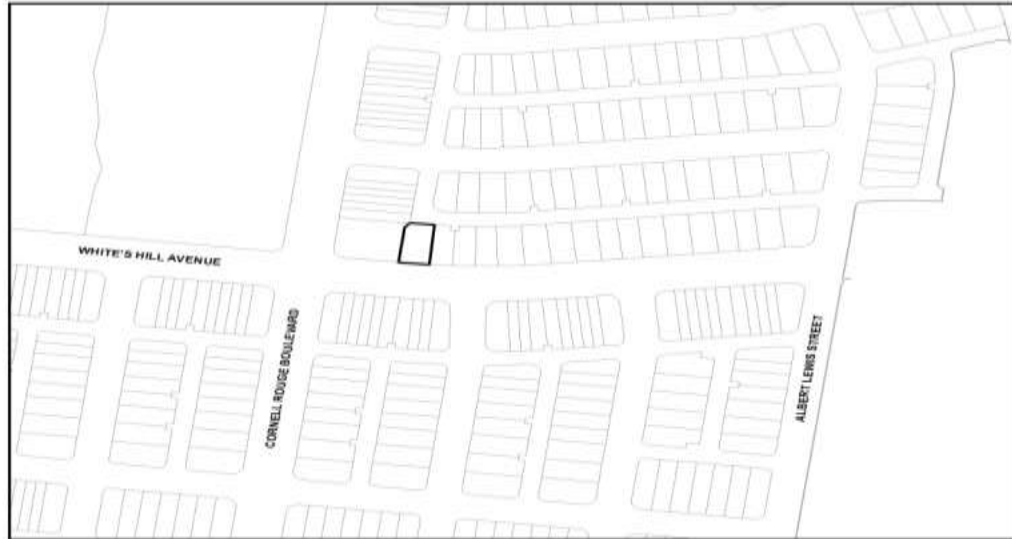 WHITE'S HILL AVENUE
CORNELL ROUGE BOULEVARD
ALBERT LEWIS STREET